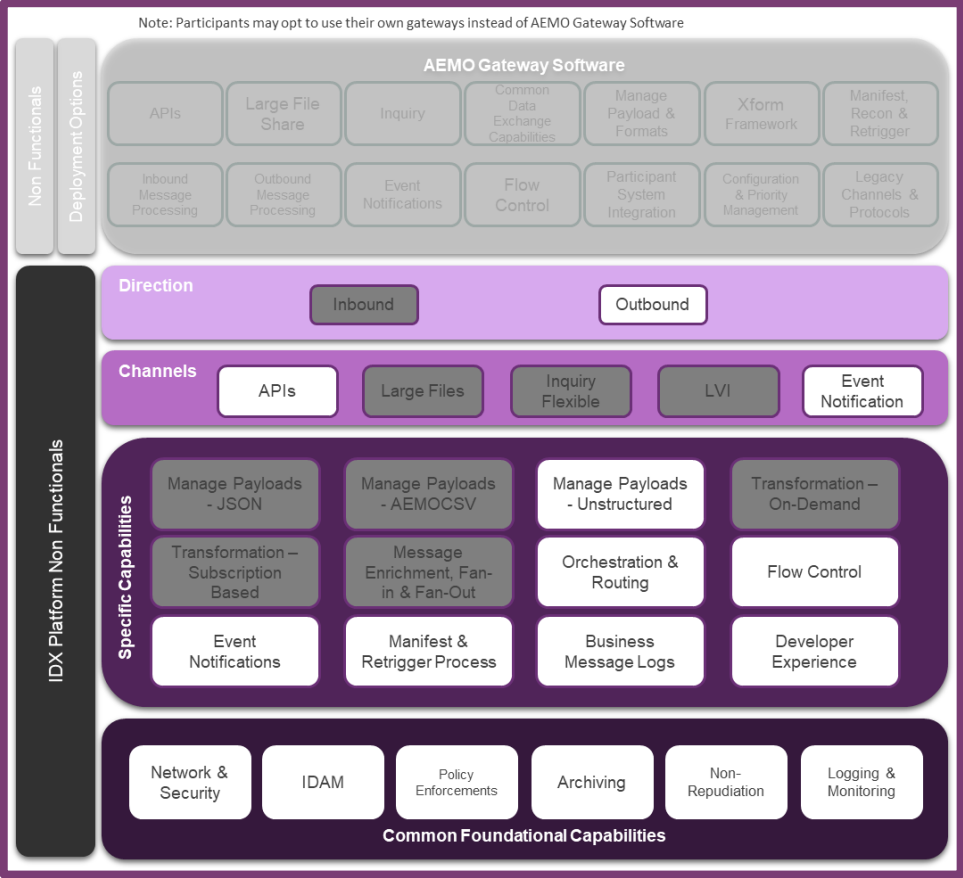 Note: Participants may opt to use their own gateways instead of AEMO Gateway Software
Non Functionals
Deployment Options
AEMO Gateway Software
APIs
Large File
Share
Inquiry
Common
Data
Exchange
Capabilities
Manage
Payload &
Formats
Xform
Framework
Manifest,
Recon &
Retrigger
Inbound
Message
Processing
Outbound
Message
Processing
Event
Notifications
Flow
Control
Participant
System
Integration
Configuration
& Priority
Management
Legacy
Channels &
Protocols
IDX Platform Non Functionals
Direction
Inbound
Outbound
Channels
APIs
Large Files
Inquiry
Flexible
LVI
Event
Notification
Specific Capabilities
Manage Payloads
- JSON
Manage Payloads
- AEMOCSV
Manage Payloads
- Unstructured
Transformation –
On-Demand
Transformation –
Subscription
Based
Message
Enrichment, Fan-
in & Fan-Out
Orchestration &
Routing
Flow Control
Event
Notifications
Manifest &
Retrigger Process
Business
Message Logs
Developer
Experience
Network &
Security
IDAM
Policy
Enforcements
Archiving
Non-
Repudiation
Logging &
Monitoring
Common Foundational Capabilities